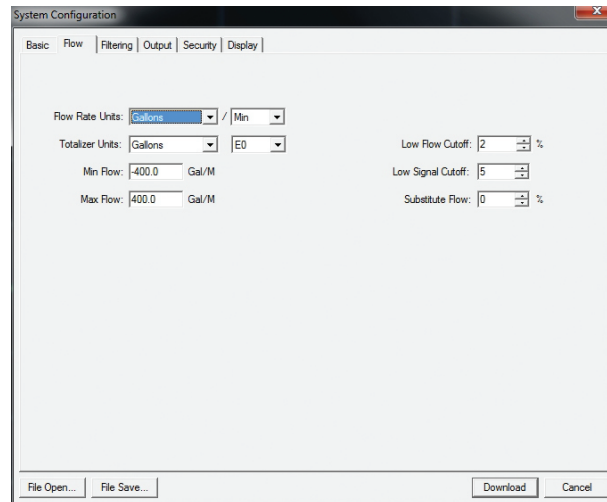 System Configuration
Basic Flow Filtering Output Security Display
Flow Rate Units: Gallons / Min
Totalizer Units: Gallons E0 Low Flow Cutoff: 2 %
Min Flow: -400.0 Gal/M Low Signal Cutoff: 5
Max Flow: 400.0 Gal/M Substitute Flow: 0 %
File Open... File Save... Download Cancel